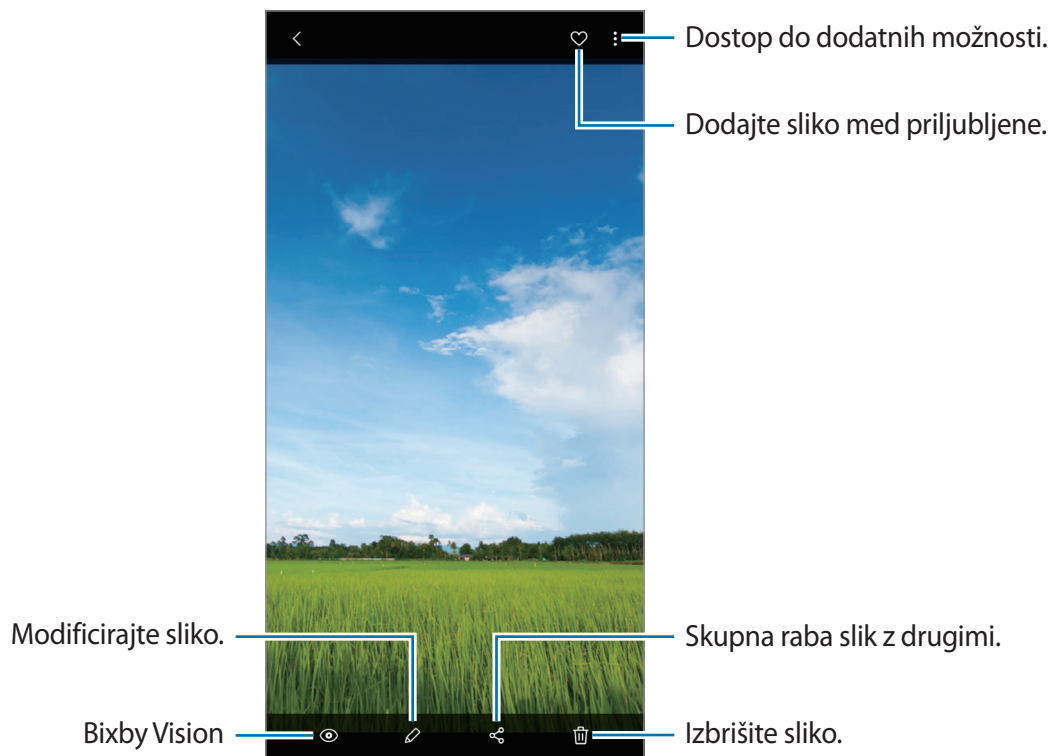 Dostop do dodatnih možnosti.
Dodajte sliko med priljubljene.
Modificirajte sliko.
Skupna raba slik z drugimi.
Bixby Vision
Izbrišite sliko.